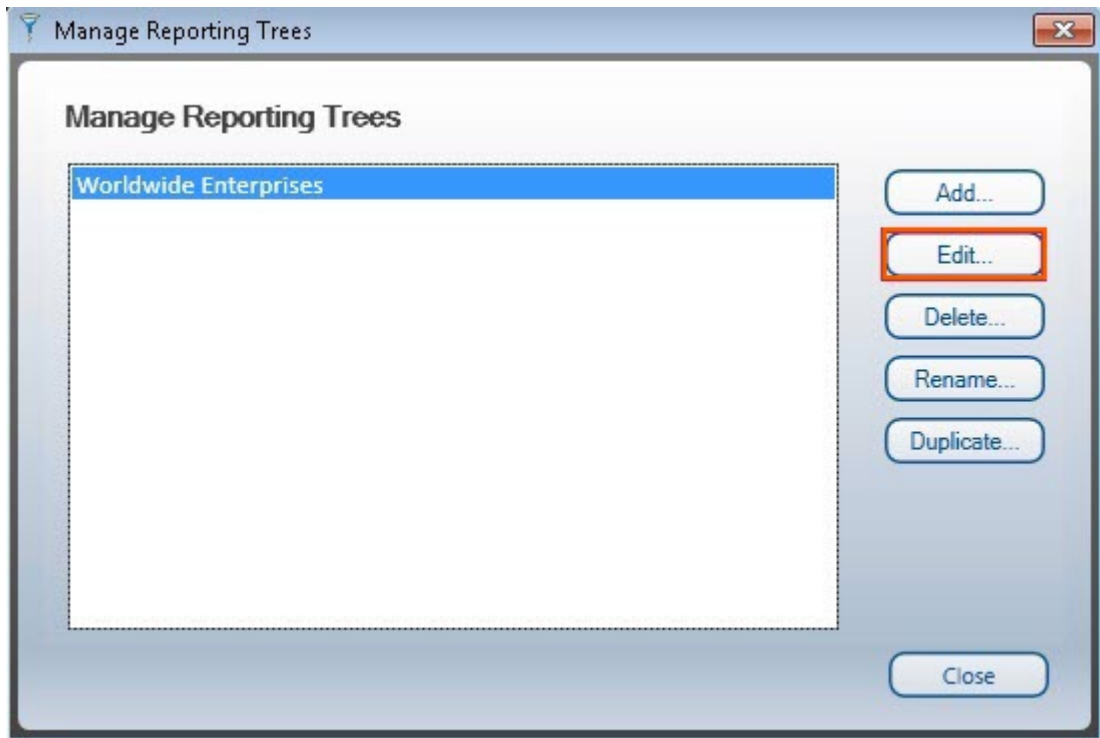 Manage Reporting Trees
Manage Reporting Trees
Worldwide Enterprises
Add...
Edit...
Delete...
Rename...
Duplicate...
Close